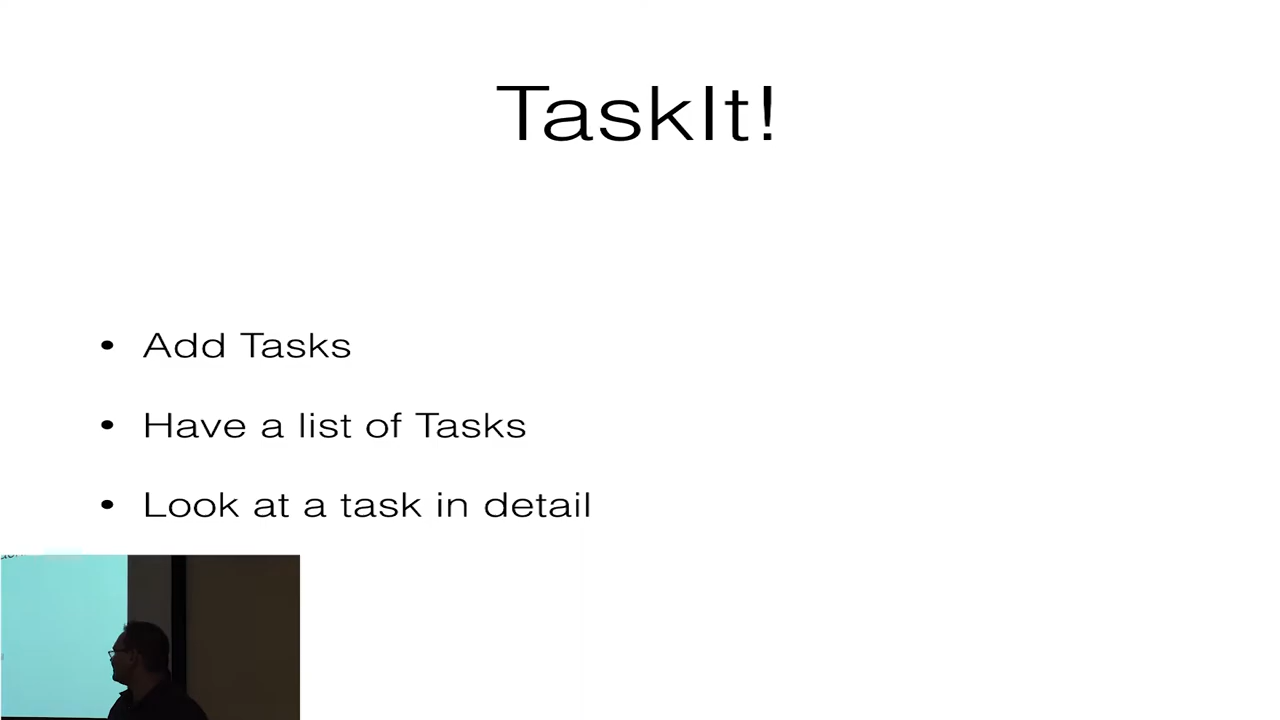 TaskIt!
• Add Tasks
• Have a list of Tasks
• Look at a task in detail